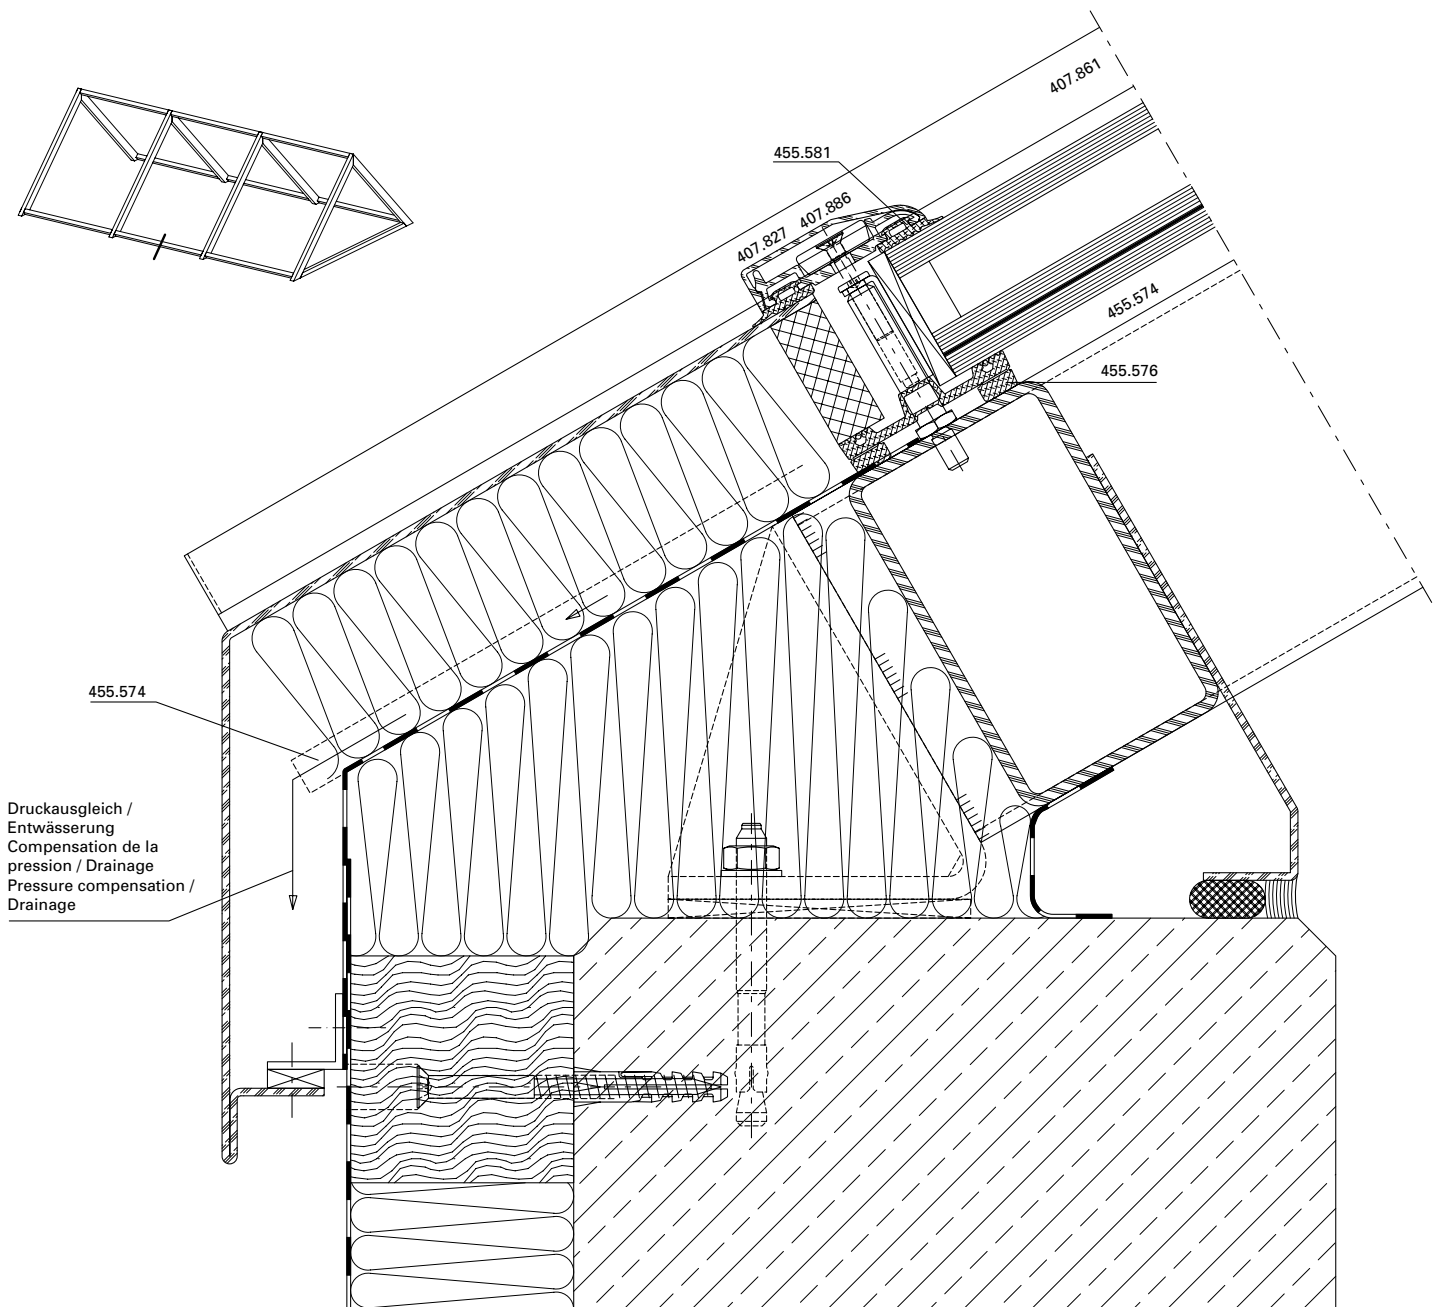 407.861
455.581
407.827
407.886
455.574
455.576
455.574
Druckausgleich /
Entwässerung
Compensation de la
pression / Drainage
Pressure compensation /
Drainage